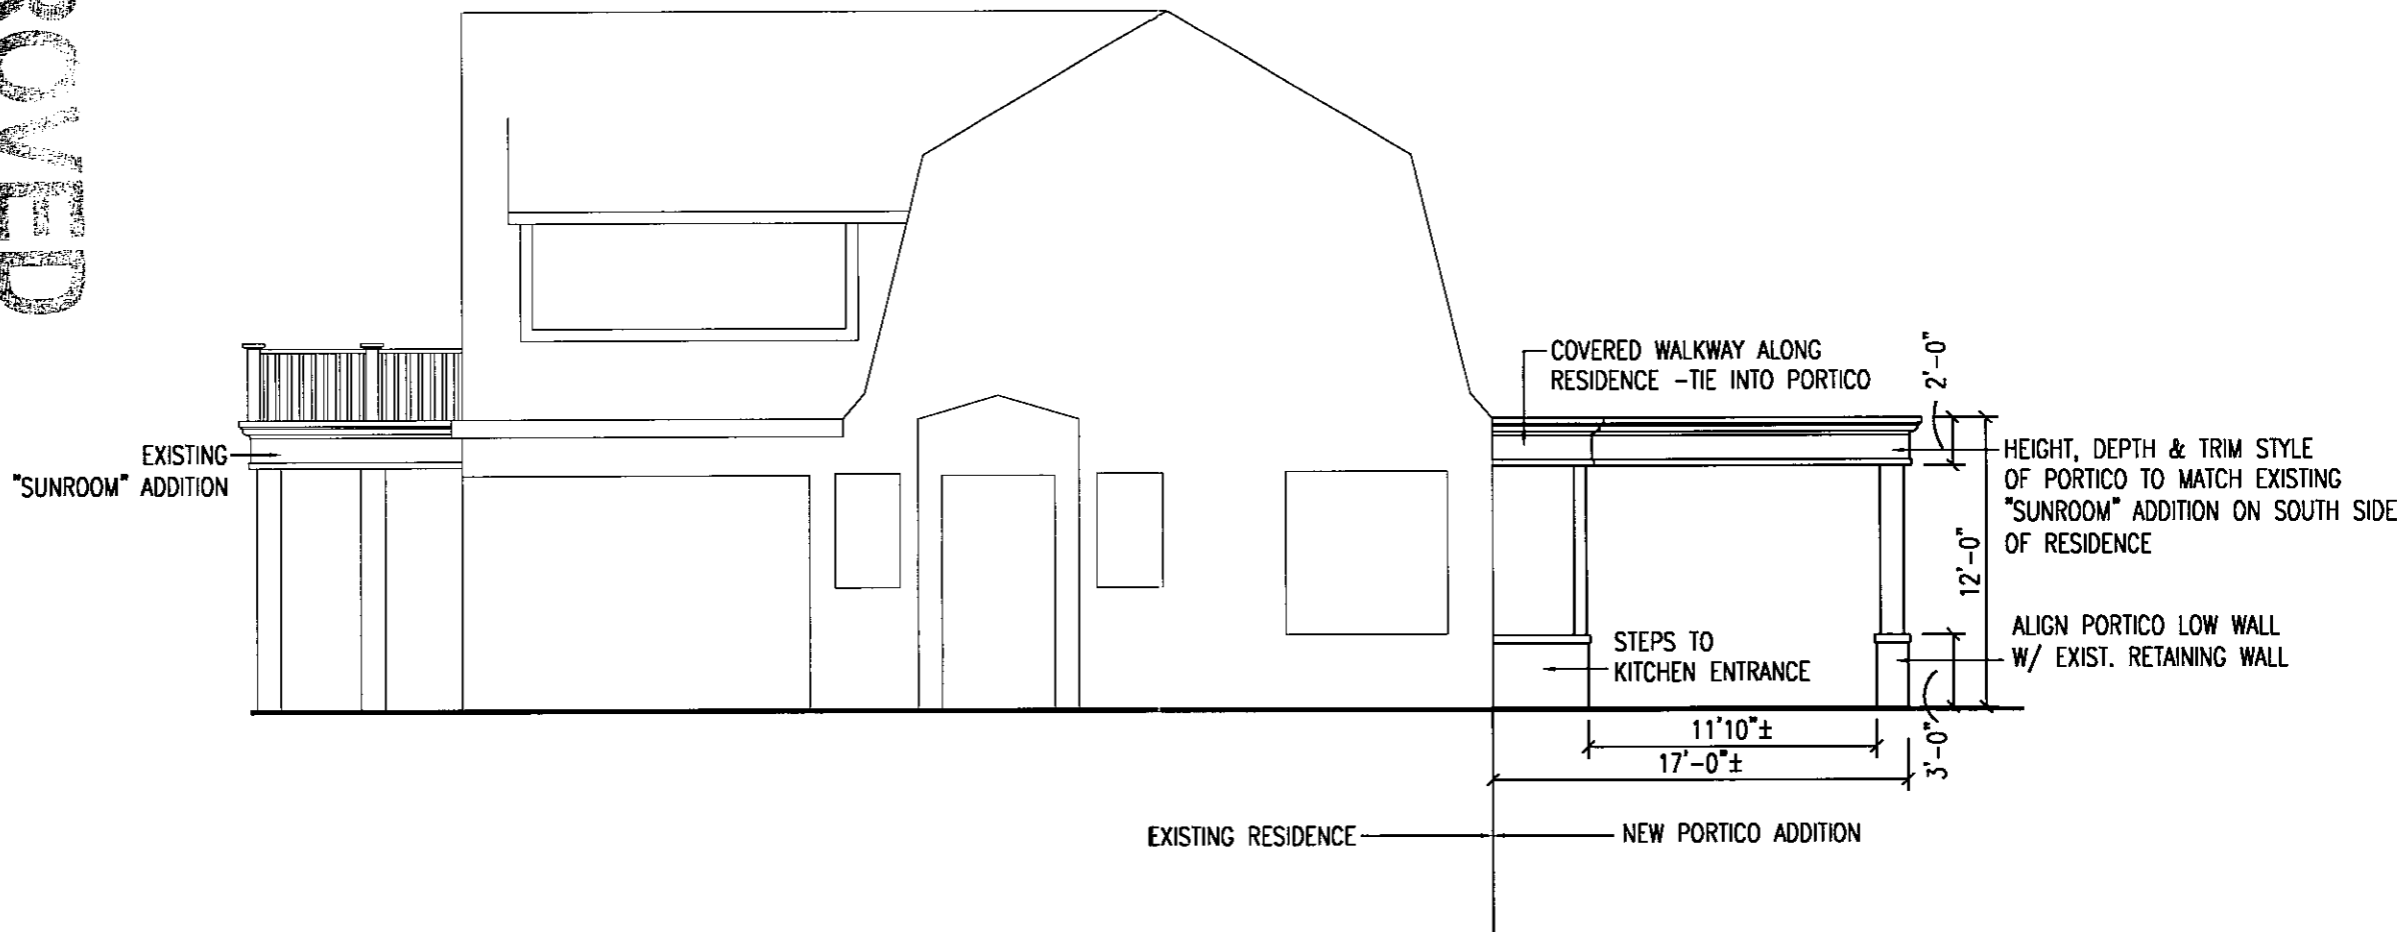 ROVED
COVERED WALKWAY ALONG
RESIDENCE -TIE INTO PORTICO
2'-0"
EXISTING
"SUNROOM" ADDITION
HEIGHT, DEPTH & TRIM STYLE
OF PORTICO TO MATCH EXISTING
"SUNROOM" ADDITION ON SOUTH SIDE
OF RESIDENCE
12'-0"
STEPS TO
KITCHEN ENTRANCE
ALIGN PORTICO LOW WALL
W/ EXIST. RETAINING WALL
11'10"±
17'-0"±
3'-0"
EXISTING RESIDENCE
NEW PORTICO ADDITION